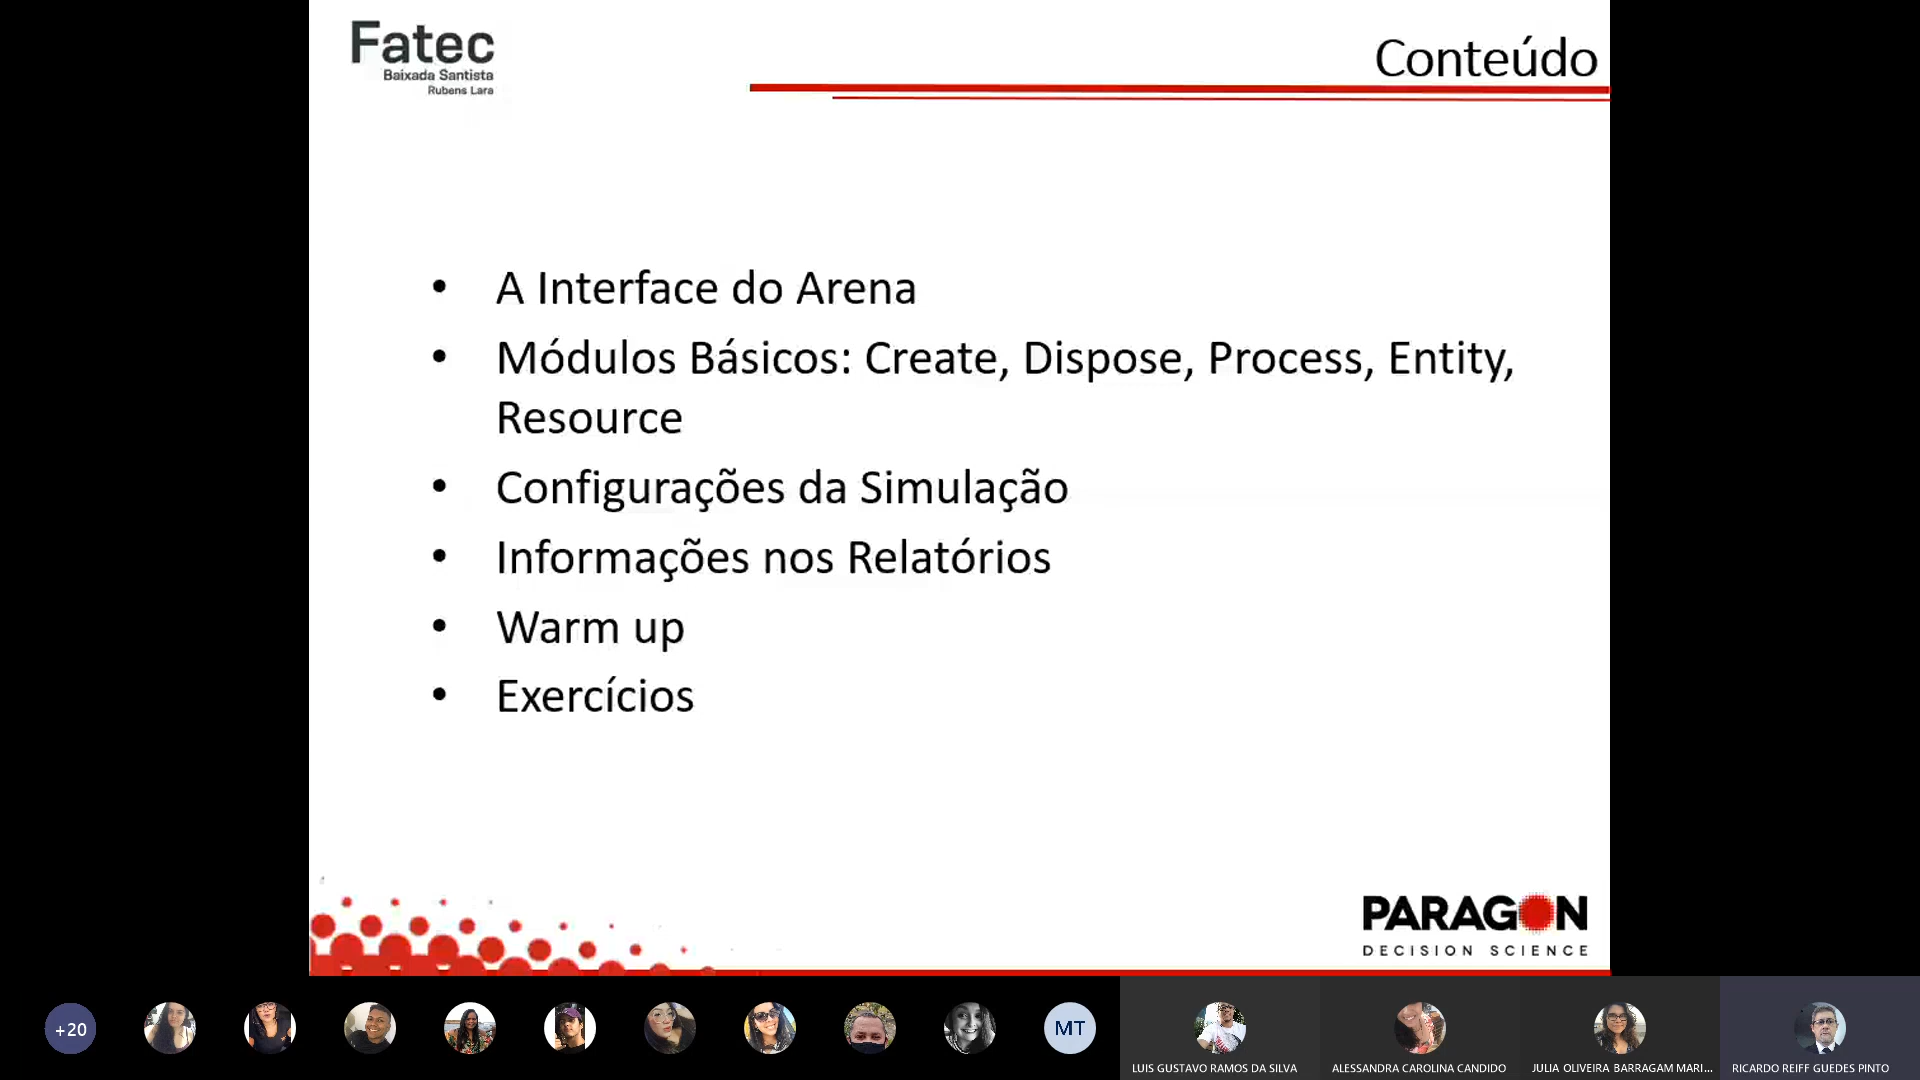 Fatec
Baixada Santista
Rubens Lara
Conteúdo
• A Interface do Arena
• Módulos Básicos: Create, Dispose, Process, Entity,
Resource
• Configurações da Simulação
• Informações nos Relatórios
• Warm up
• Exercícios
PARAGON
DECISION SCIENCE
+20
MT
LUIS GUSTAVO RAMOS DA SILVA
ALESSANDRA CAROLINA CANDIDO
JULIA OLIVEIRA BARRAGAM MARI...
RICARDO REIFF GUEDES PINTO